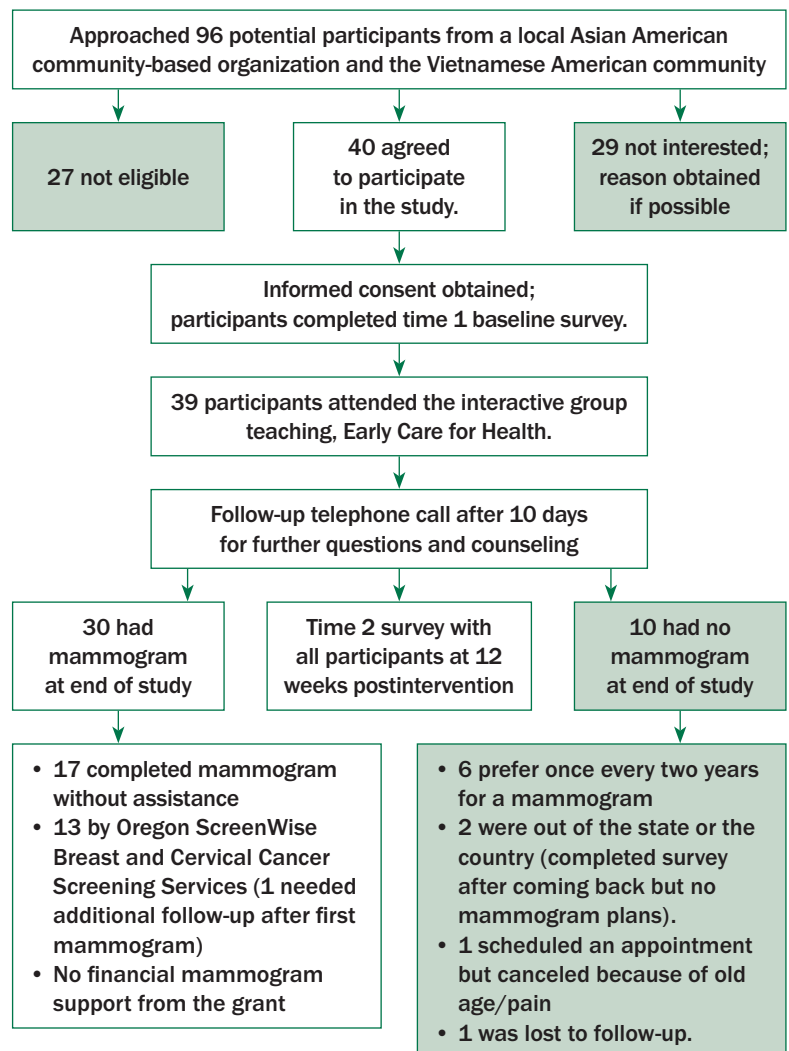 Approached 96 potential participants from a local Asian American
community-based organization and the Vietnamese American community
27 not eligible
40 agreed
to participate
in the study.
29 not interested;
reason obtained
if possible
Informed consent obtained;
participants completed time 1 baseline survey.
39 participants attended the interactive group
teaching, Early Care for Health.
Follow-up telephone call after 10 days
for further questions and counseling
30 had
mammogram
at end of study
Time 2 survey with
all participants at 12
weeks postintervention
10 had no
mammogram
at end of study
• 17 completed mammogram
without assistance
• 13 by Oregon ScreenWise
Breast and Cervical Cancer
Screening Services (1 needed
additional follow-up after first
mammogram)
• No financial mammogram
support from the grant
• 6 prefer once every two years
for a mammogram
• 2 were out of the state or the
country (completed survey
after coming back but no
mammogram plans).
• 1 scheduled an appointment
but canceled because of old
age/pain
• 1 was lost to follow-up.